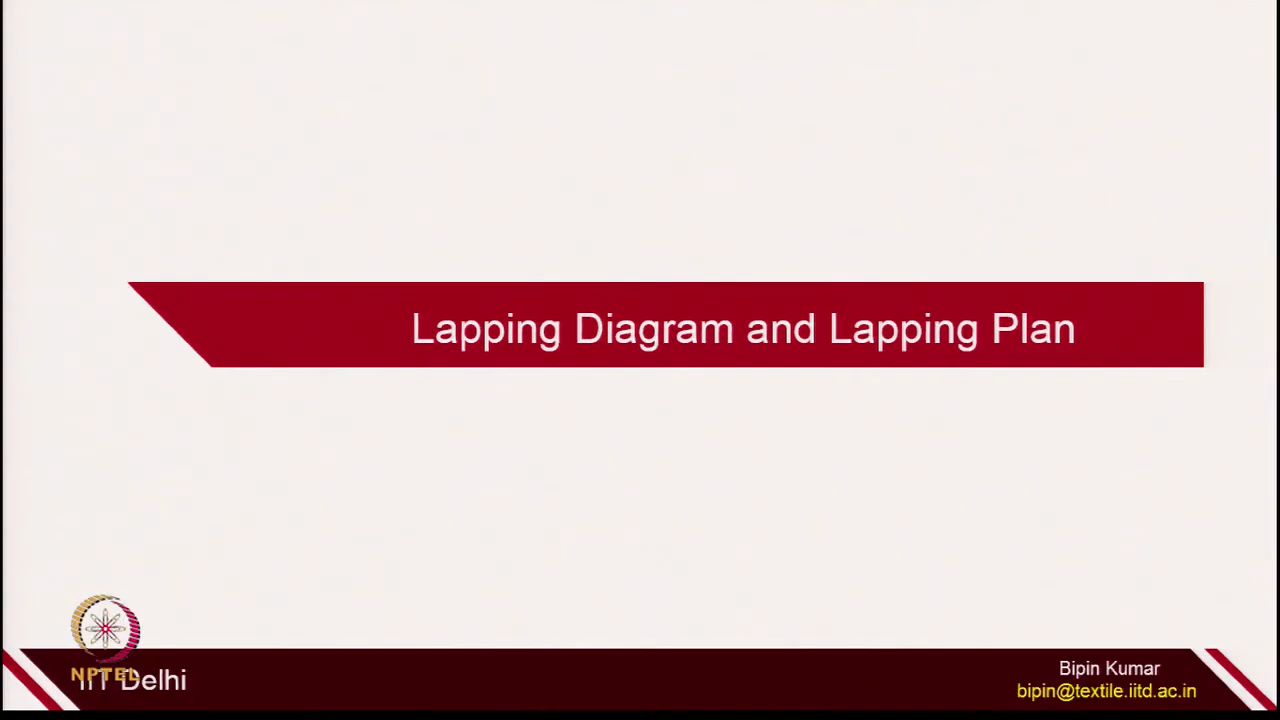 Lapping Diagram and Lapping Plan
NPTEL
IIT Delhi
Bipin Kumar
bipin@textile.iitd.ac.in